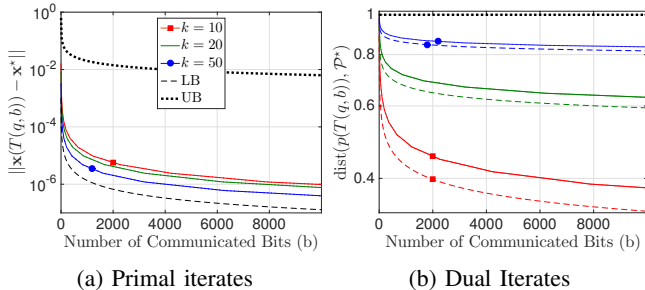 ||x(T(q, b)) − x⋆||
10^0
10^-2
10^-4
10^-6
k = 10
k = 20
k = 50
LB
UB
0 2000 4000 6000 8000
Number of Communicated Bits (b)
(a) Primal iterates
dist(p(T(q, b)), P⋆)
1
0.8
0.6
0.4
0 2000 4000 6000 8000
Number of Communicated Bits (b)
(b) Dual Iterates